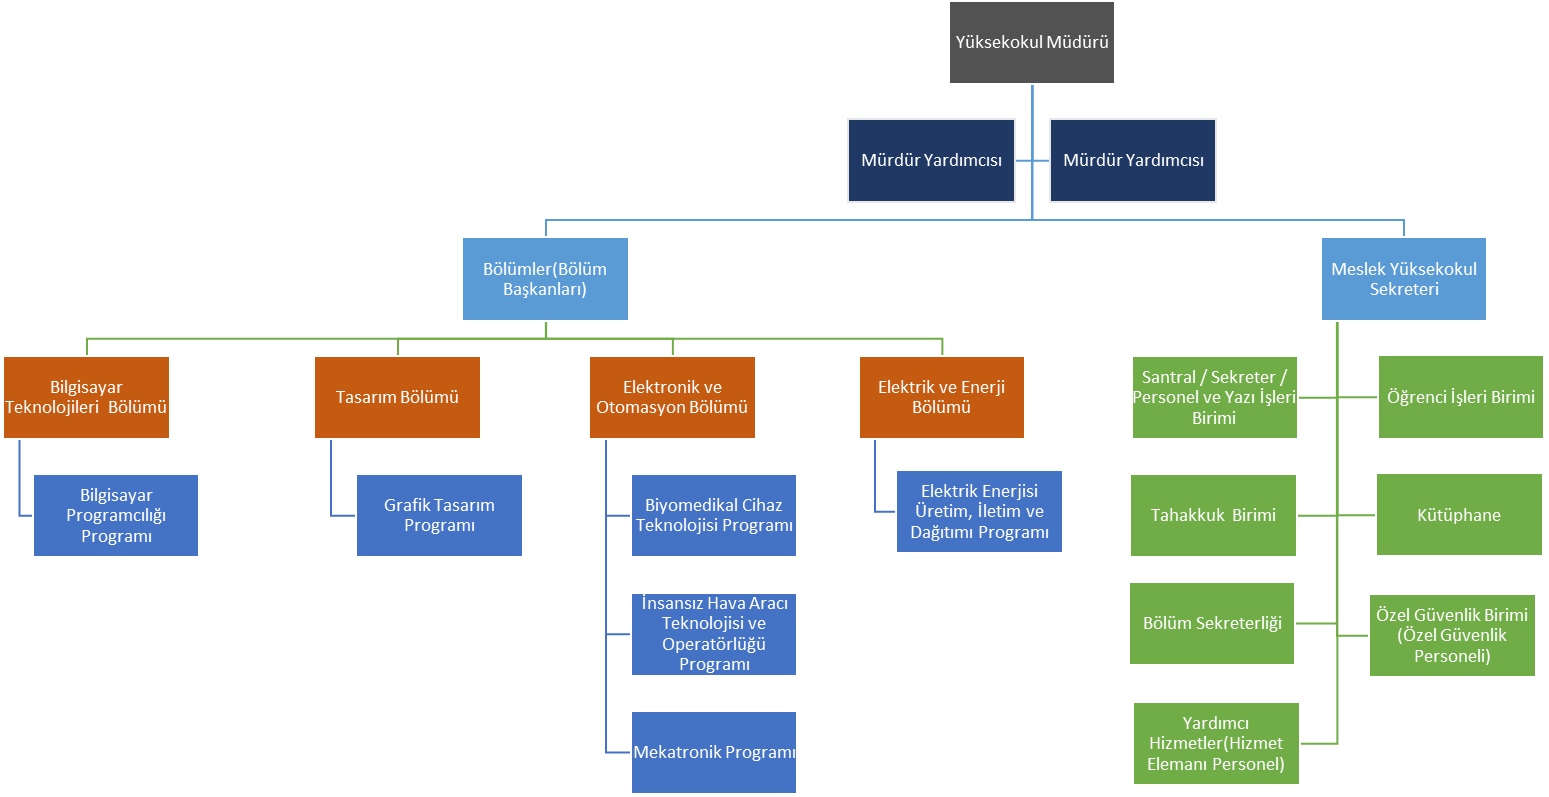 Yüksekokul Müdürü
Mürdür Yardımcısı
Mürdür Yardımcısı
Bölümler(Bölüm
Başkanları)
Meslek Yüksekokul
Sekreteri
Bilgisayar
Teknolojileri Bölümü
Tasarım Bölümü
Elektronik ve
Otomasyon Bölümü
Elektrik ve Enerji
Bölümü
Santral / Sekreter /
Personel ve Yazı İşleri
Birimi
Öğrenci İşleri Birimi
Bilgisayar
Programcılığı
Programı
Grafik Tasarım
Programı
Biyomedikal Cihaz
Teknolojisi Programı
Elektrik Enerjisi
Üretim, İletim ve
Dağıtımı Programı
Tahakkuk Birimi
Kütüphane
İnsansız Hava Aracı
Teknolojisi ve
Operatörlüğü
Programı
Bölüm Sekreterliği
Özel Güvenlik Birimi
(Özel Güvenlik
Personeli)
Mekatronik Programı
Yardımcı
Hizmetler(Hizmet
Elemanı Personel)